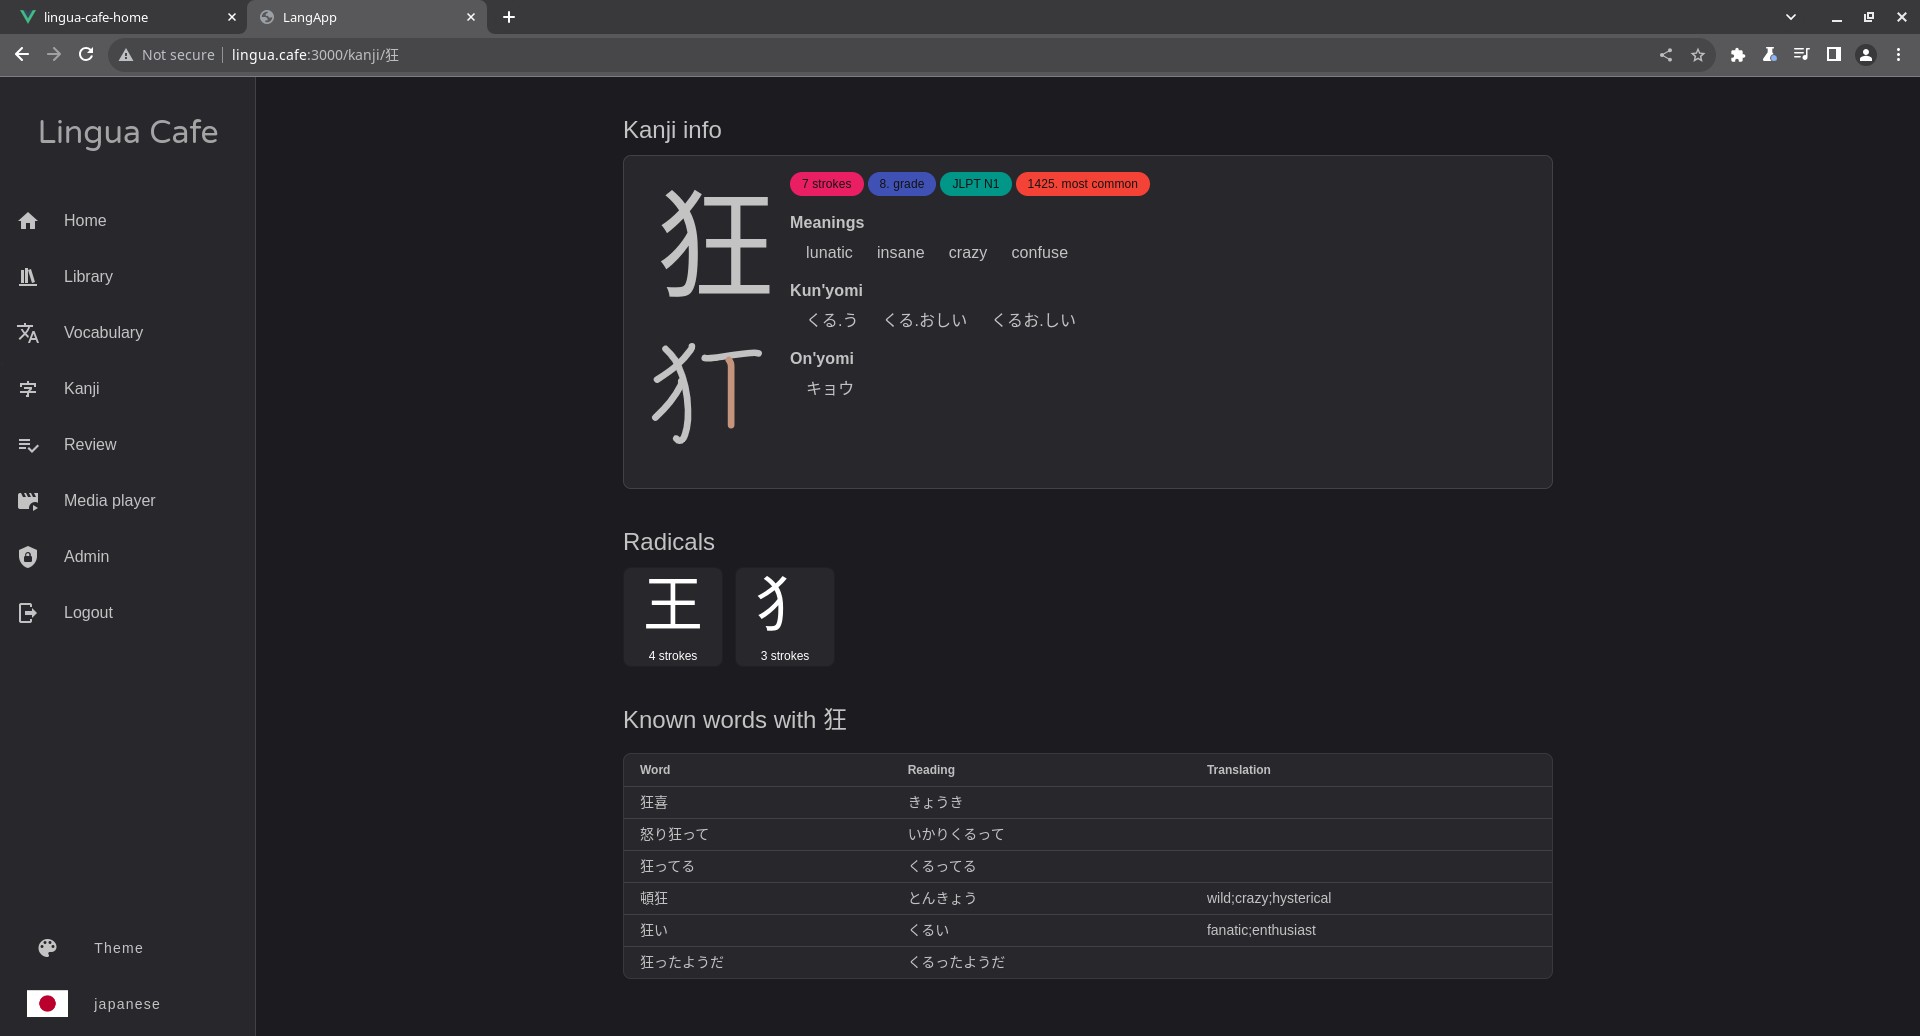 lingua-cafe-home
LangApp
Not secure | lingua.cafe:3000/kanji/狂
Lingua Cafe
Home
Library
Vocabulary
Kanji
Review
Media player
Admin
Logout
Theme
japanese
Kanji info
狂
7 strokes 8. grade JLPT N1 1425. most common
Meanings
lunatic insane crazy confuse
Kun'yomi
くる.う くる.おしい くるお.しい
On'yomi
キョウ
Radicals
王 犭
4 strokes 3 strokes
Known words with 狂
Word Reading Translation
狂喜 きょうき
怒り狂って いかりくるって
狂ってる くるってる
頓狂 とんきょう wild;crazy;hysterical
狂い くるい fanatic;enthusiast
狂ったようだ くるったようだ